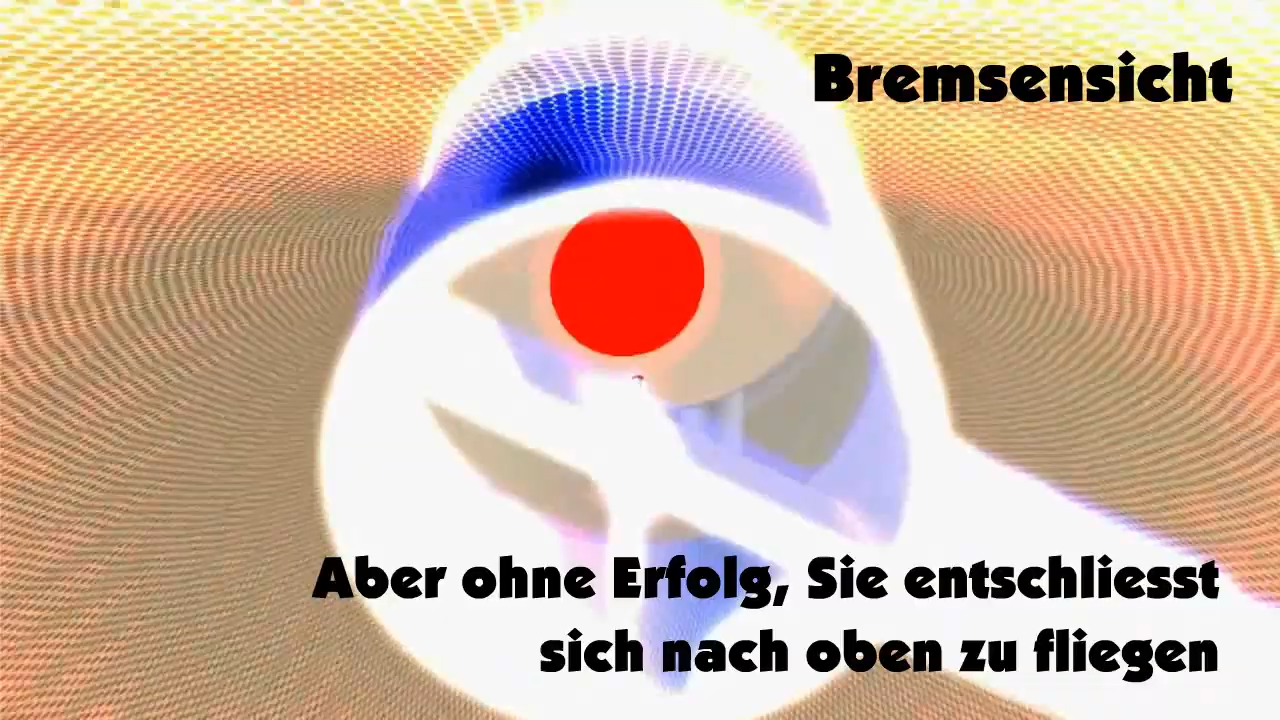 Bremsensicht
Aber ohne Erfolg, Sie entschliesst
sich nach oben zu fliegen